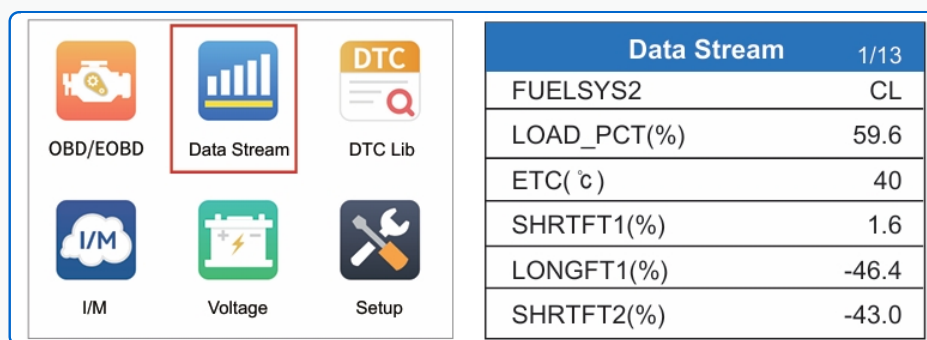 DTC
OBD/EOBD Data Stream DTC Lib
I/M
I/M Voltage Setup
Data Stream 1/13
FUELSYS2 CL
LOAD_PCT(%) 59.6
ETC(℃) 40
SHRTFT1(%) 1.6
LONGFT1(%) -46.4
SHRTFT2(%) -43.0